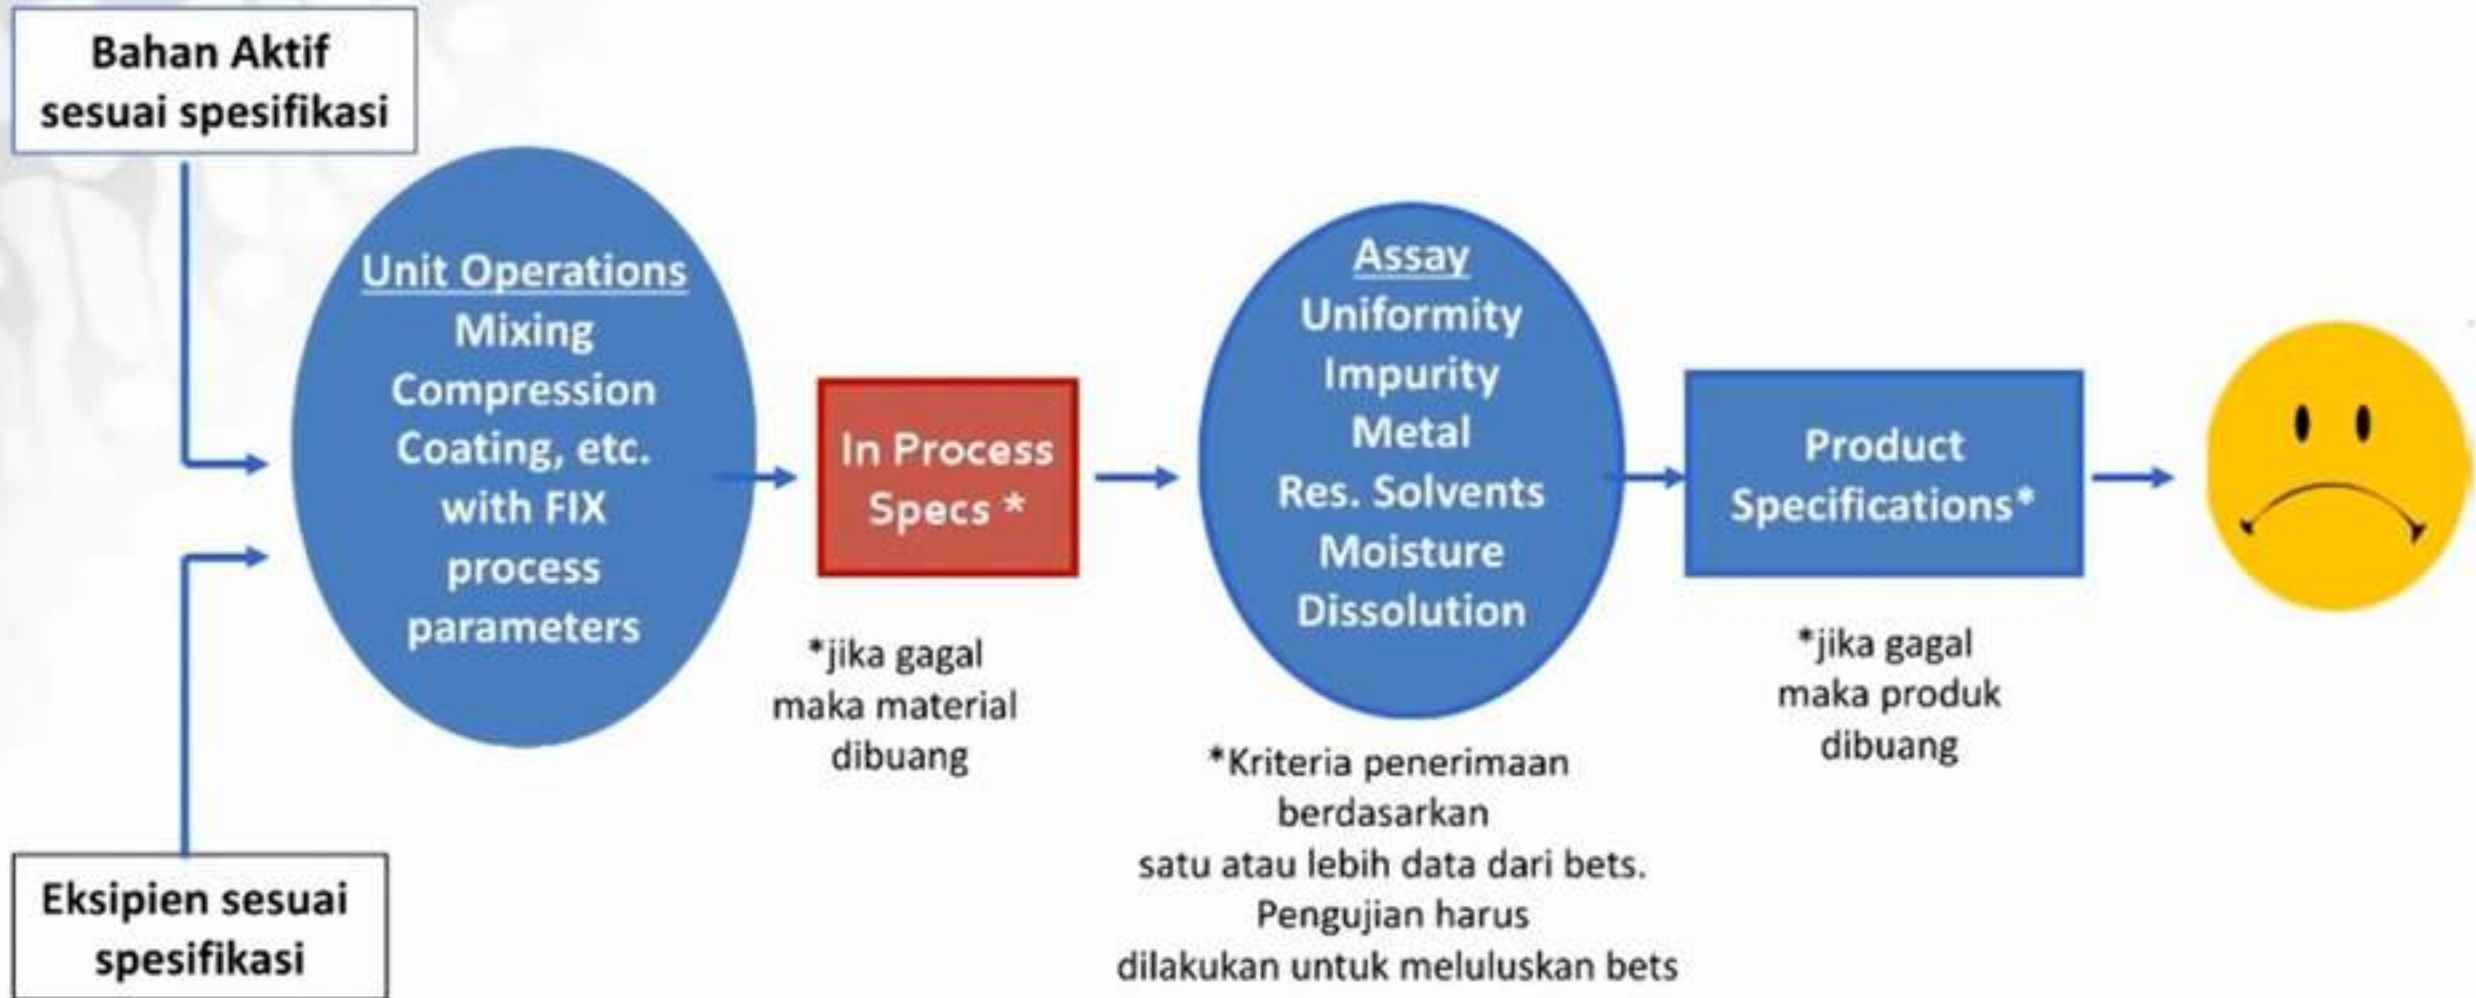 Bahan Aktif
sesuai spesifikasi
Eksipien sesuai
spesifikasi
Unit Operations
Mixing
Compression
Coating, etc.
with FIX
process
parameters
In Process
Specs *
*jika gagal
maka material
dibuang
Assay
Uniformity
Impurity
Metal
Res. Solvents
Moisture
Dissolution
*Kriteria penerimaan
berdasarkan
satu atau lebih data dari bets.
Pengujian harus
dilakukan untuk meluluskan bets
Product
Specifications*
*jika gagal
maka produk
dibuang